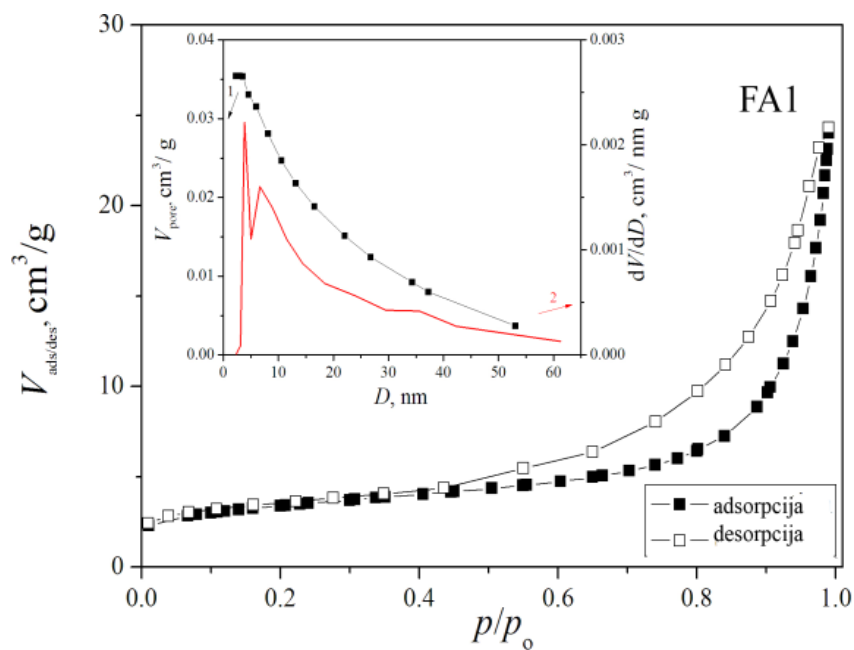 30
20
10
0
V_ads/des, cm³/g
0.0 0.2 0.4 0.6 0.8 1.0
p/p_o
FA1
0.04
0.03
0.02
0.01
0.00
V_pore, cm³/ g
0.003
0.002
0.001
0.000
dV/dD, cm³/ nm g
0 10 20 30 40 50 60
D, nm
1
2
adsorpcija
desorpcija